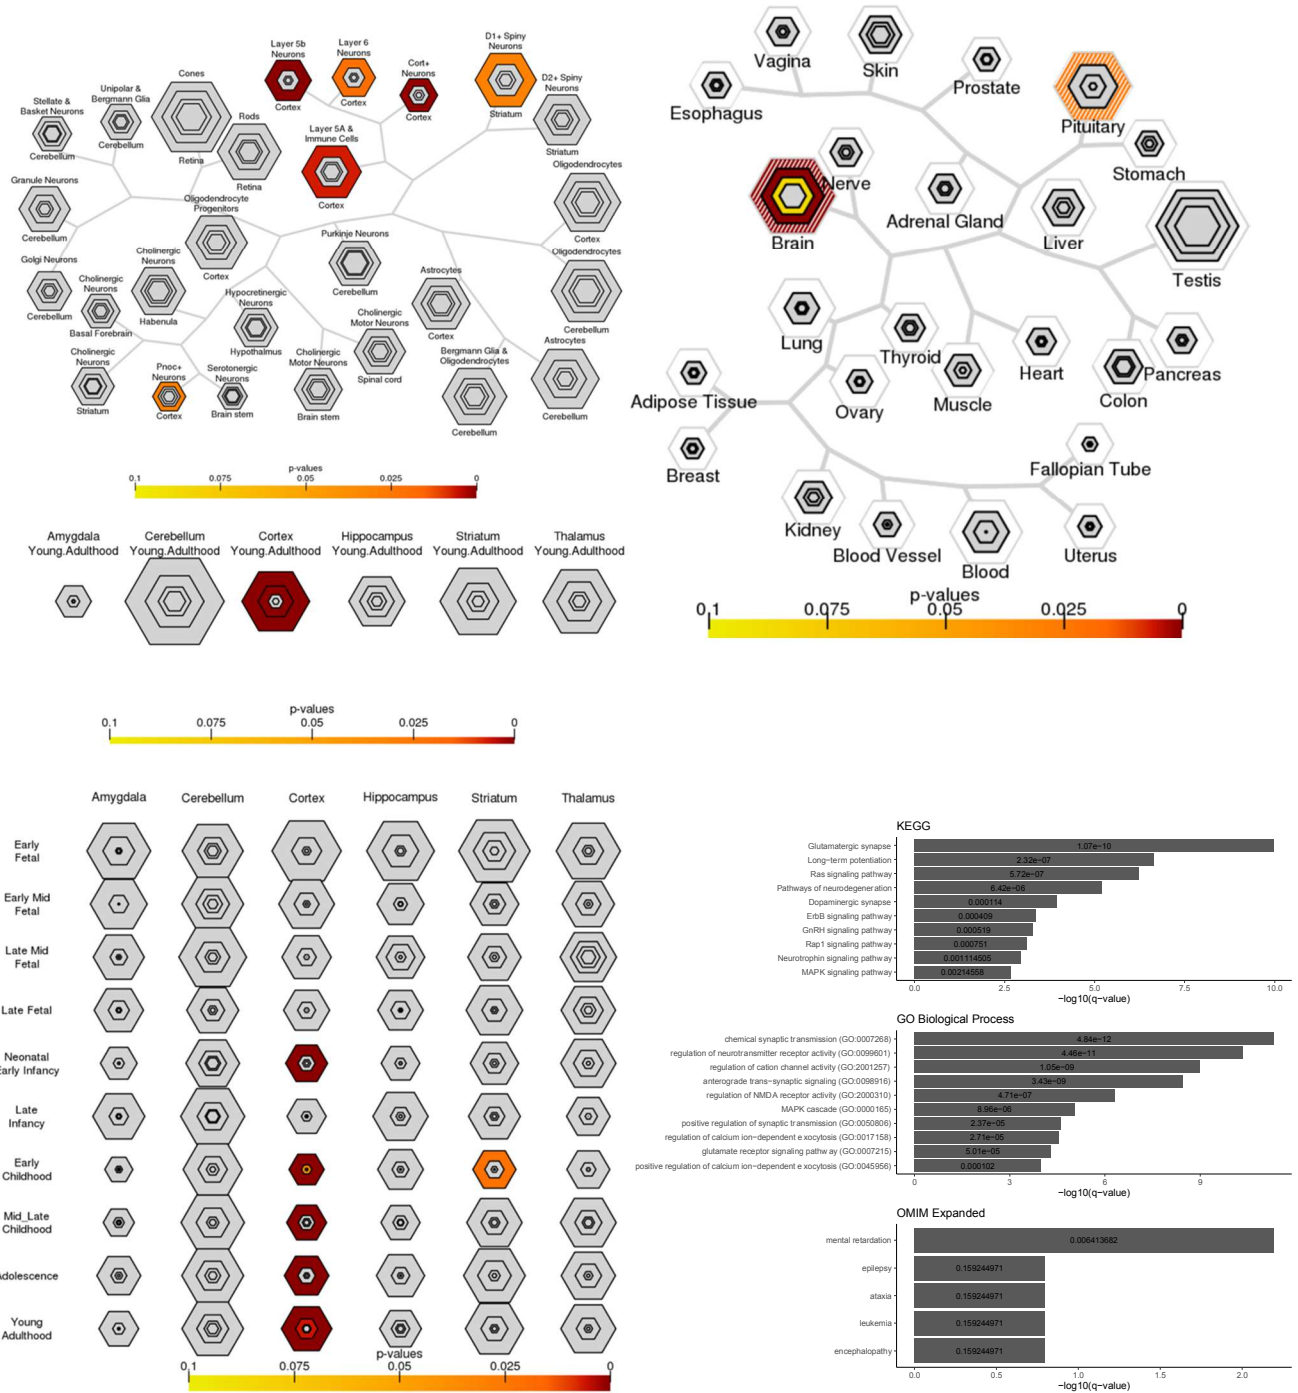 Layer 5b
Neurons
Cortex
Layer 6
Neurons
Cortex
Cort+
Neurons
Cortex
D1+ Spiny
Neurons
Striatum
D2+ Spiny
Neurons
Striatum
Cones
Retina
Unipolar &
Bergmann Glia
Cerebellum
Stellate &
Basket Neurons
Cerebellum
Rods
Retina
Layer 5A &
Immune Cells
Cortex
Oligodendrocytes
Cortex
Granule Neurons
Cerebellum
Oligodendrocyte
Progenitors
Cortex
Purkinje Neurons
Cerebellum
Oligodendrocytes
Cerebellum
Golgi Neurons
Cerebellum
Cholinergic
Neurons
Basal Forebrain
Cholinergic
Neurons
Habenula
Hypocretinergic
Neurons
Hypothalmus
Astrocytes
Cortex
Cholinergic
Motor Neurons
Spinal cord
Cholinergic
Neurons
Striatum
Pnoc+
Neurons
Cortex
Serotonergic
Neurons
Brain stem
Cholinergic
Motor Neurons
Brain stem
Bergmann Glia &
Oligodendrocytes
Cerebellum
Astrocytes
Cerebellum
p-values
0.1 0.075 0.05 0.025 0
Amygdala Cerebellum Cortex Hippocampus Striatum Thalamus
Young.Adulthood Young.Adulthood Young.Adulthood Young.Adulthood Young.Adulthood Young.Adulthood
Vagina
Skin
Prostate
Esophagus
Pituitary
Stomach
Nerve
Brain
Adrenal Gland
Liver
Testis
Lung
Thyroid
Heart
Pancreas
Colon
Muscle
Ovary
Adipose Tissue
Breast
Fallopian Tube
Kidney
Blood Vessel
Blood
Uterus
p-values
0.1 0.075 0.05 0.025 0
p-values
0.1 0.075 0.05 0.025 0
Amygdala Cerebellum Cortex Hippocampus Striatum Thalamus
Early
Fetal
Early Mid
Fetal
Late Mid
Fetal
Late Fetal
Neonatal
Early Infancy
Late
Infancy
Early
Childhood
Mid_Late
Childhood
Adolescence
Young
Adulthood
p-values
0.1 0.075 0.05 0.025 0
KEGG
Glutamatergic synapse 1.07e−10
Long−term potentiation 2.32e−07
Ras signaling pathway 5.72e−07
Pathways of neurodegeneration 6.42e−06
Dopaminergic synapse 0.000114
ErbB signaling pathway 0.000409
GnRH signaling pathway 0.000519
Rap1 signaling pathway 0.000751
Neurotrophin signaling pathway 0.001114505
MAPK signaling pathway 0.00214558
0.0 2.5 5.0 7.5 10.0
−log10(q−value)
GO Biological Process
chemical synaptic transmission (GO:0007268) 4.84e−12
regulation of neurotransmitter receptor activity (GO:0099601) 4.46e−11
regulation of cation channel activity (GO:2001257) 1.05e−09
anterograde trans−synaptic signaling (GO:0098916) 3.43e−09
regulation of NMDA receptor activity (GO:2000310) 4.71e−07
MAPK cascade (GO:0000165) 8.96e−06
positive regulation of synaptic transmission (GO:0050806) 2.37e−05
regulation of calcium ion−dependent exocytosis (GO:0017158) 2.71e−05
glutamate receptor signaling pathway (GO:0007215) 5.01e−05
positive regulation of calcium ion−dependent exocytosis (GO:0045956) 0.000102
0 3 6 9
−log10(q−value)
OMIM Expanded
mental retardation 0.006413682
epilepsy 0.159244971
ataxia 0.159244971
leukemia 0.159244971
encephalopathy 0.159244971
0.0 0.5 1.0 1.5 2.0
−log10(q−value)